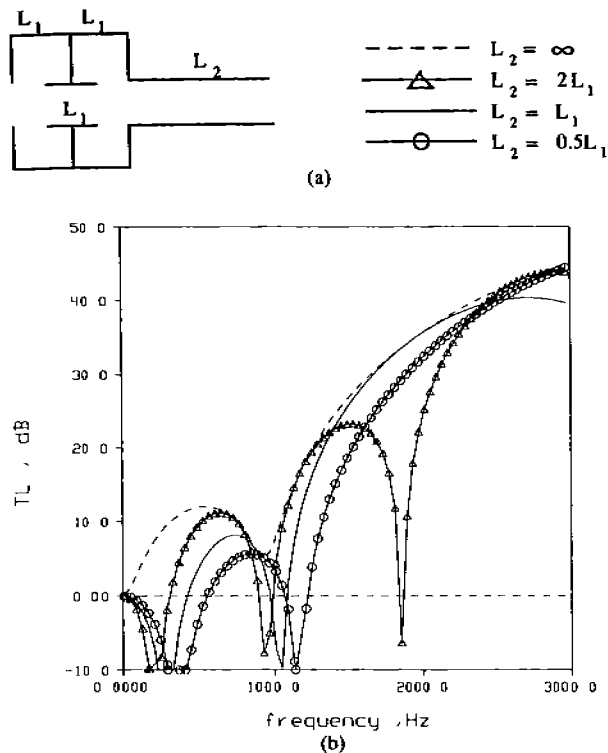 L1 L1
L2
L1
L2 = ∞
L2 = 2L1
L2 = L1
L2 = 0.5L1
(a)
50 0
40 0
30 0
20 0
10 0
0 00
-10 0
TL , dB
0 0000 1000 0 2000 0 3000 0
frequency ,Hz
(b)